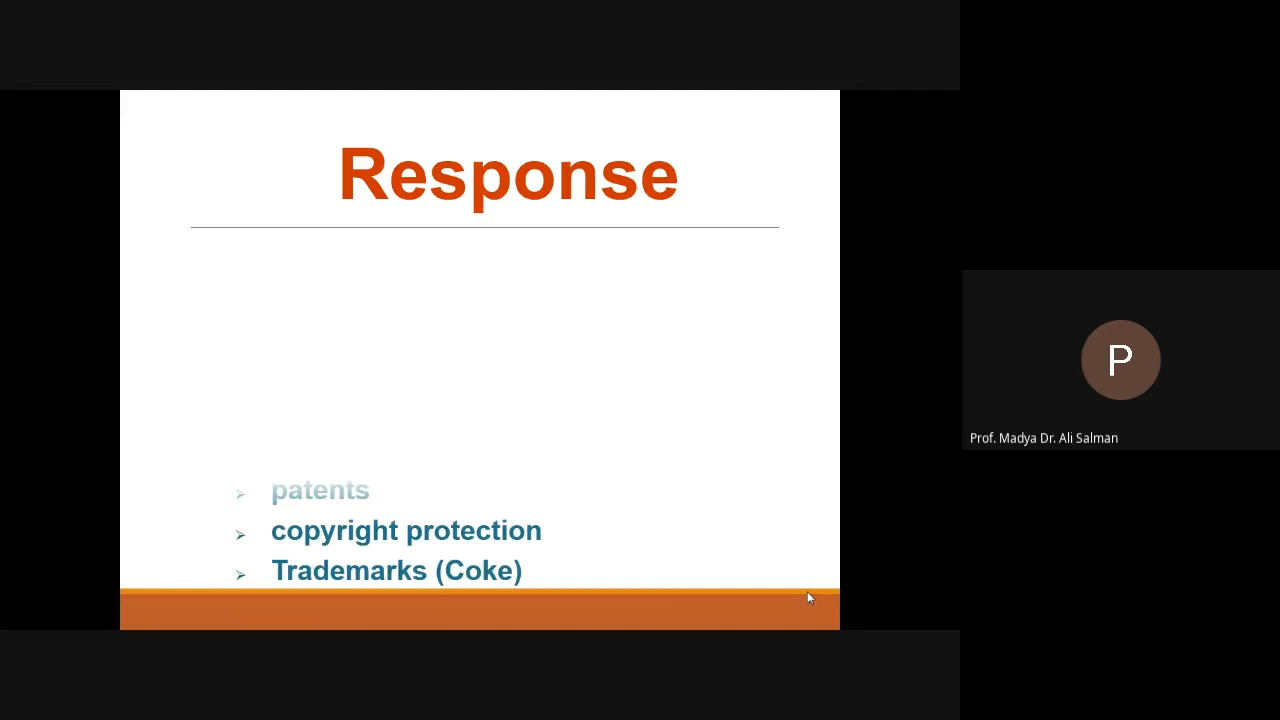 Response
patents
copyright protection
Trademarks (Coke)
P
Prof. Madya Dr. Ali Salman